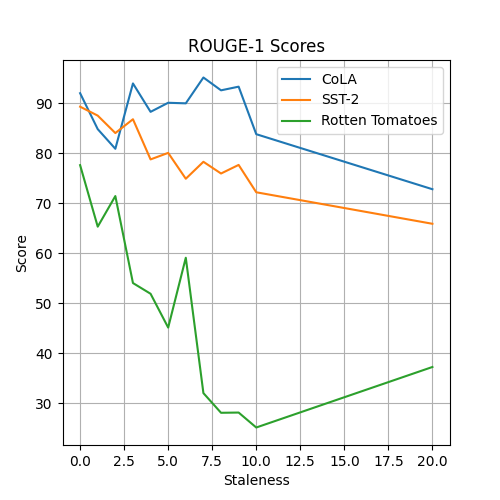 ROUGE-1 Scores
CoLA
SST-2
Rotten Tomatoes
90
80
70
60
50
40
30
Score
0.0 2.5 5.0 7.5 10.0 12.5 15.0 17.5 20.0
Staleness